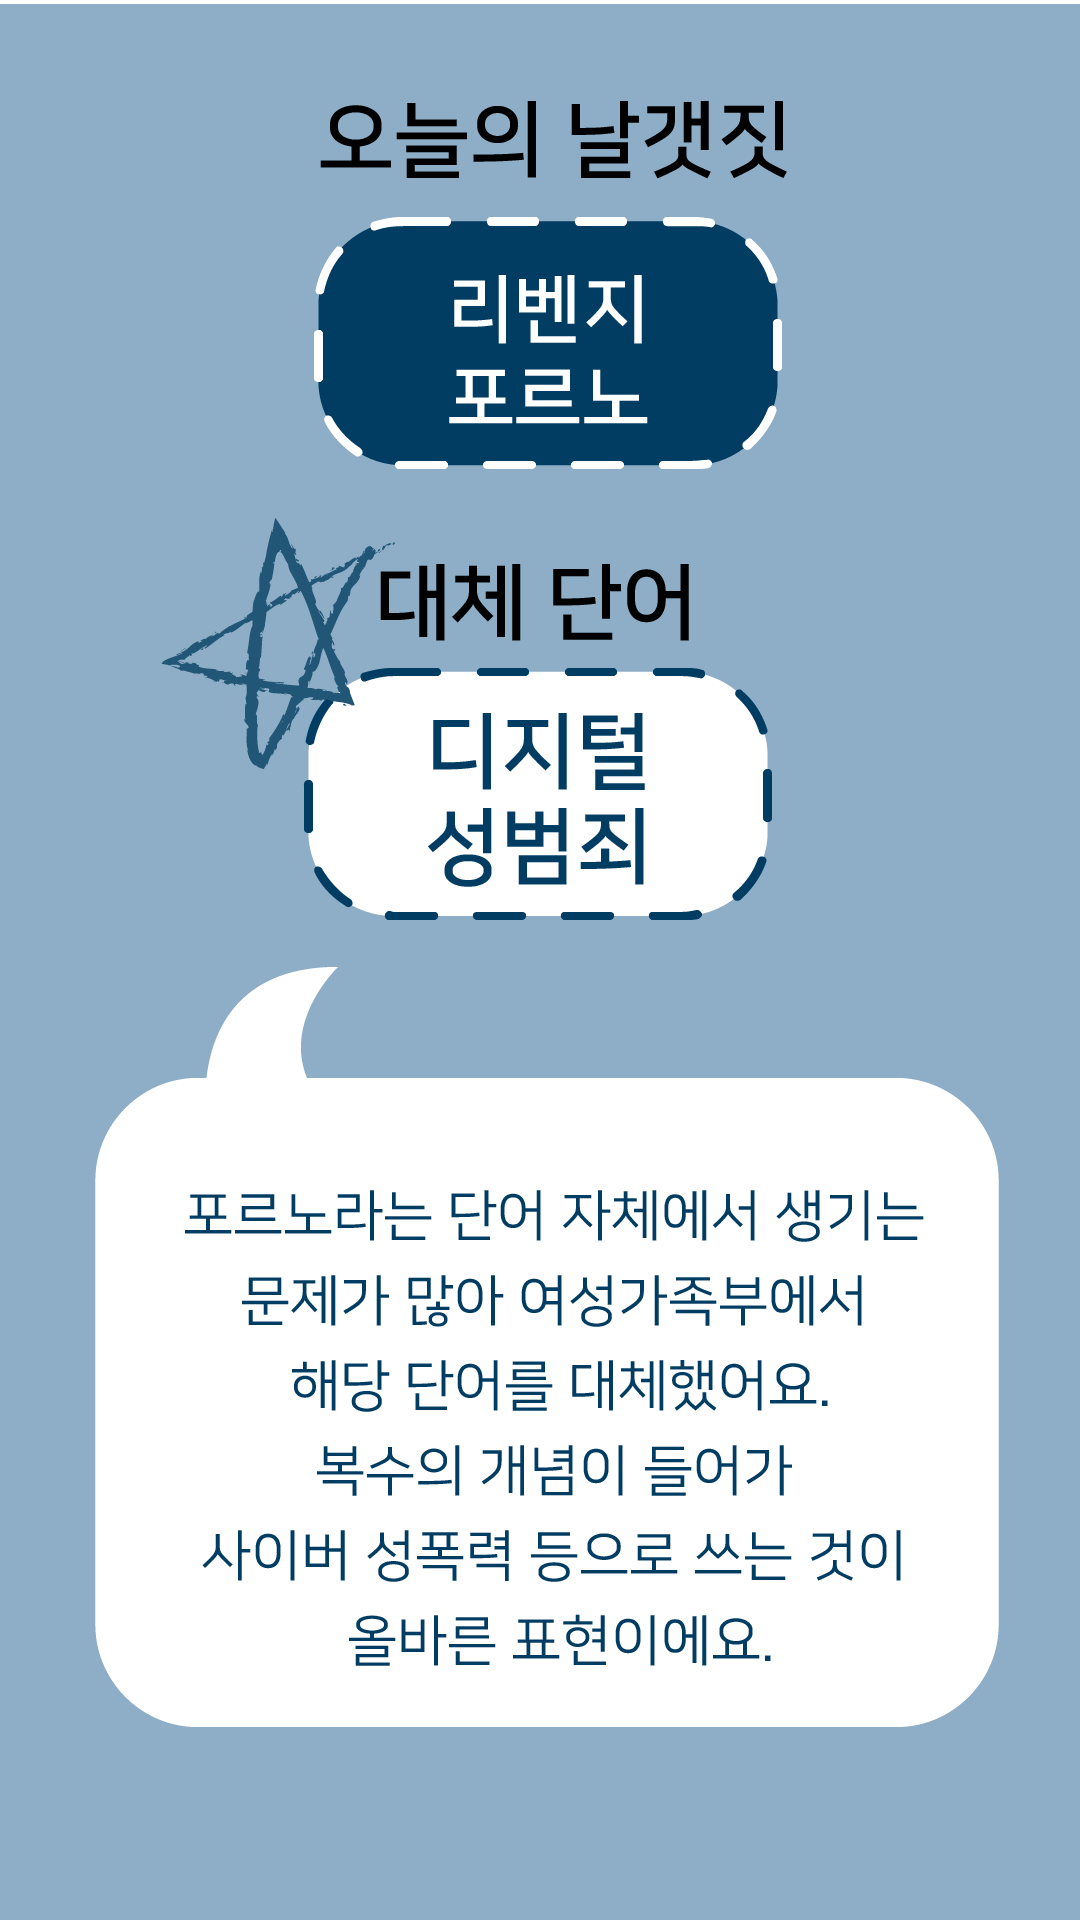 오늘의 날갯짓
리벤지
포르노
대체 단어
디지털
성범죄
포르노라는 단어 자체에서 생기는
문제가 많아 여성가족부에서
해당 단어를 대체했어요.
복수의 개념이 들어가
사이버 성폭력 등으로 쓰는 것이
올바른 표현이에요.